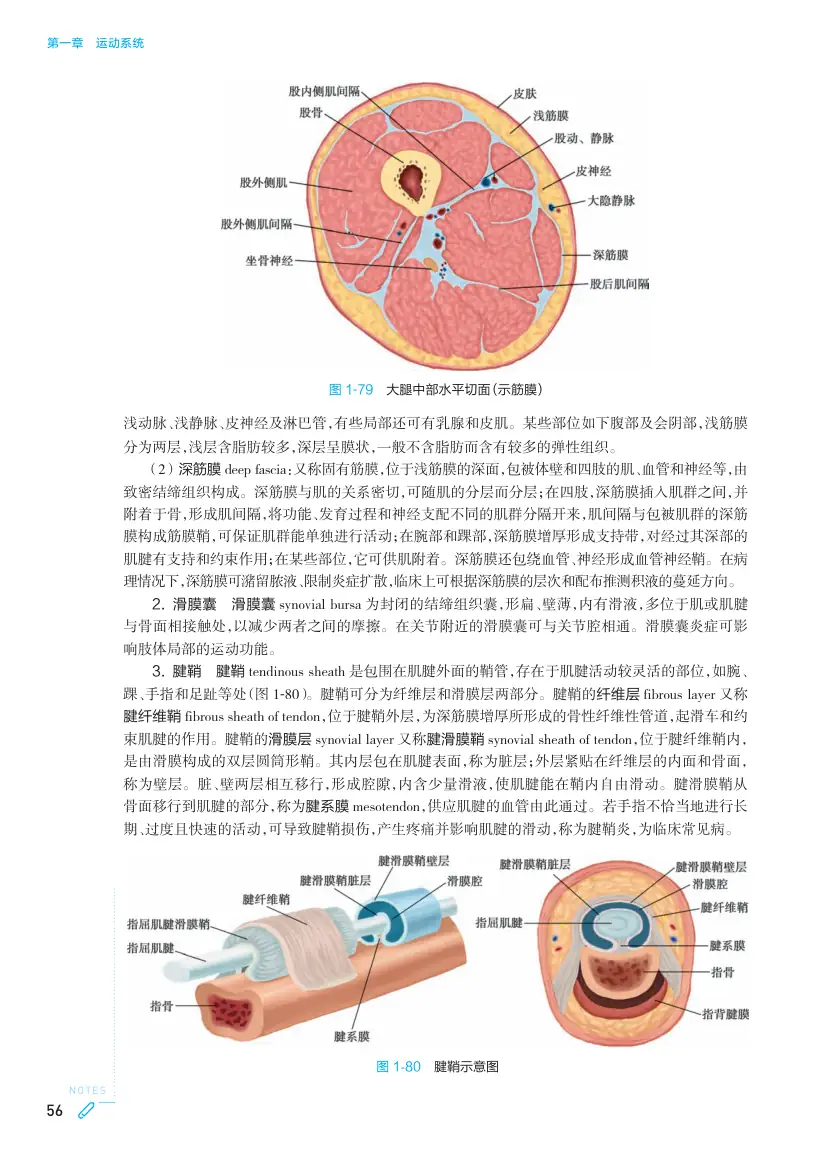 第一章 运动系统
股内侧肌间隔
皮肤
股骨
浅筋膜
股动、静脉
皮神经
股外侧肌
大隐静脉
股外侧肌间隔
深筋膜
坐骨神经
股后肌间隔
图 1-79 大腿中部水平切面(示筋膜)
浅动脉、浅静脉、皮神经及淋巴管,有些局部还可有乳腺和皮肌。某些部位如下腹部及会阴部,浅筋膜
分为两层,浅层含脂肪较多,深层呈膜状,一般不含脂肪而含有较多的弹性组织。
(2)深筋膜 deep fascia:又称固有筋膜,位于浅筋膜的深面,包被体壁和四肢的肌、血管和神经等,由
致密结缔组织构成。深筋膜与肌的关系密切,可随肌的分层而分层;在四肢,深筋膜插入肌群之间,并
附着于骨,形成肌间隔,将功能、发育过程和神经支配不同的肌群分隔开来,肌间隔与包被肌群的深筋
膜构成筋膜鞘,可保证肌群能单独进行活动;在腕部和踝部,深筋膜增厚形成支持带,对经过其深部的
肌腱有支持和约束作用;在某些部位,它可供肌附着。深筋膜还包绕血管、神经形成血管神经鞘。在病
理情况下,深筋膜可潴留脓液、限制炎症扩散,临床上可根据深筋膜的层次和配布推测积液的蔓延方向。
2. 滑膜囊 滑膜囊 synovial bursa 为封闭的结缔组织囊,形扁、壁薄,内有滑液,多位于肌或肌腱
与骨面相接触处,以减少两者之间的摩擦。在关节附近的滑膜囊可与关节腔相通。滑膜囊炎症可影
响肢体局部的运动功能。
3. 腱鞘 腱鞘 tendinous sheath 是包围在肌腱外面的鞘管,存在于肌腱活动较灵活的部位,如腕、
踝、手指和足趾等处(图 1-80)。腱鞘可分为纤维层和滑膜层两部分。腱鞘的纤维层 fibrous layer 又称
腱纤维鞘 fibrous sheath of tendon,位于腱鞘外层,为深筋膜增厚所形成的骨性纤维性管道,起滑车和约
束肌腱的作用。腱鞘的滑膜层 synovial layer 又称腱滑膜鞘 synovial sheath of tendon,位于腱纤维鞘内,
是由滑膜构成的双层圆筒形鞘。其内层包在肌腱表面,称为脏层;外层紧贴在纤维层的内面和骨面,
称为壁层。脏、壁两层相互移行,形成腔隙,内含少量滑液,使肌腱能在鞘内自由滑动。腱滑膜鞘从
骨面移行到肌腱的部分,称为腱系膜 mesotendon,供应肌腱的血管由此通过。若手指不恰当地进行长
期、过度且快速的活动,可导致腱鞘损伤,产生疼痛并影响肌腱的滑动,称为腱鞘炎,为临床常见病。
腱滑膜鞘壁层
腱滑膜鞘脏层
滑膜腔
腱纤维鞘
指屈肌腱滑膜鞘
指屈肌腱
指骨
腱系膜
腱滑膜鞘脏层
腱滑膜鞘壁层
滑膜腔
腱纤维鞘
指屈肌腱
腱系膜
指骨
指背腱膜
图 1-80 腱鞘示意图
NOTES
56